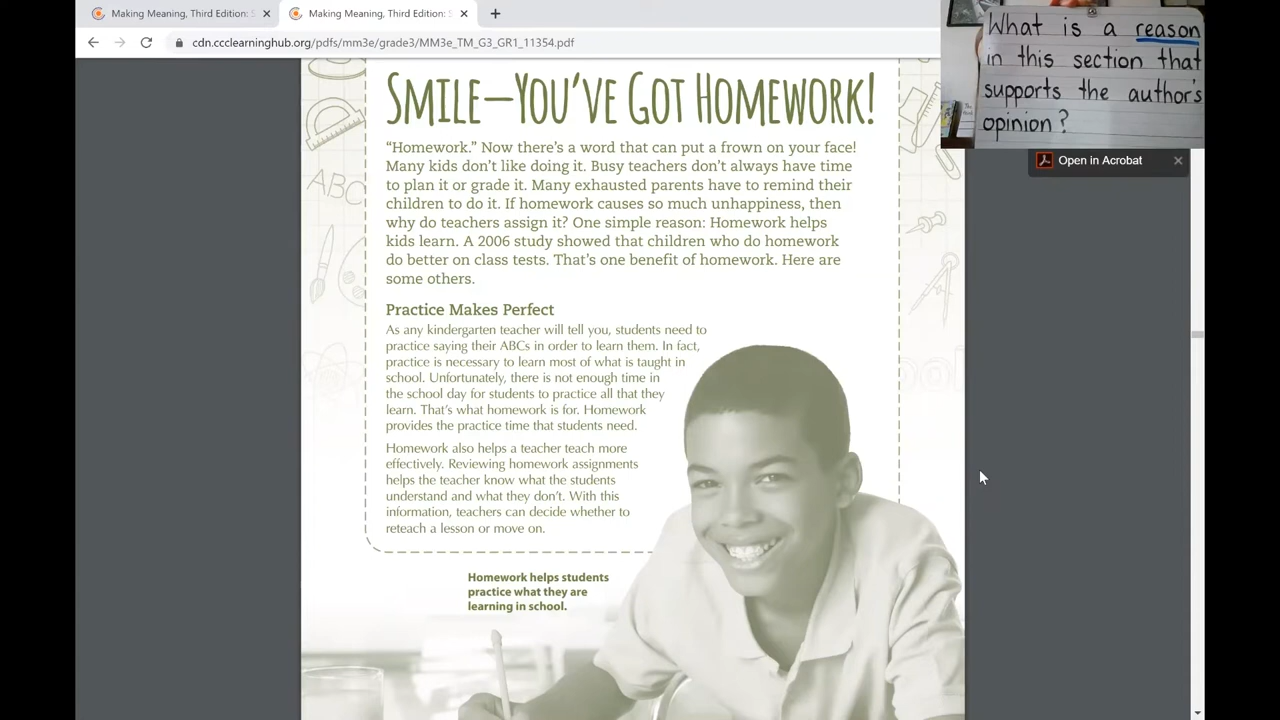 Making Meaning, Third Edition: S
Making Meaning, Third Edition: S
cdn.ccclearninghub.org/pdfs/mm3e/grade3/MM3e_TM_G3_GR1_11354.pdf
What is a reason
in this section that
supports the author's
opinion?
Open in Acrobat
SMILE—YOU'VE GOT HOMEWORK!
“Homework.” Now there's a word that can put a frown on your face!
Many kids don't like doing it. Busy teachers don't always have time
to plan it or grade it. Many exhausted parents have to remind their
children to do it. If homework causes so much unhappiness, then
why do teachers assign it? One simple reason: Homework helps
kids learn. A 2006 study showed that children who do homework
do better on class tests. That's one benefit of homework. Here are
some others.
Practice Makes Perfect
As any kindergarten teacher will tell you, students need to
practice saying their ABCs in order to learn them. In fact,
practice is necessary to learn most of what is taught in
school. Unfortunately, there is not enough time in
the school day for students to practice all that they
learn. That's what homework is for. Homework
provides the practice time that students need.
Homework also helps a teacher teach more
effectively. Reviewing homework assignments
helps the teacher know what the students
understand and what they don't. With this
information, teachers can decide whether to
reteach a lesson or move on.
Homework helps students
practice what they are
learning in school.
ABC